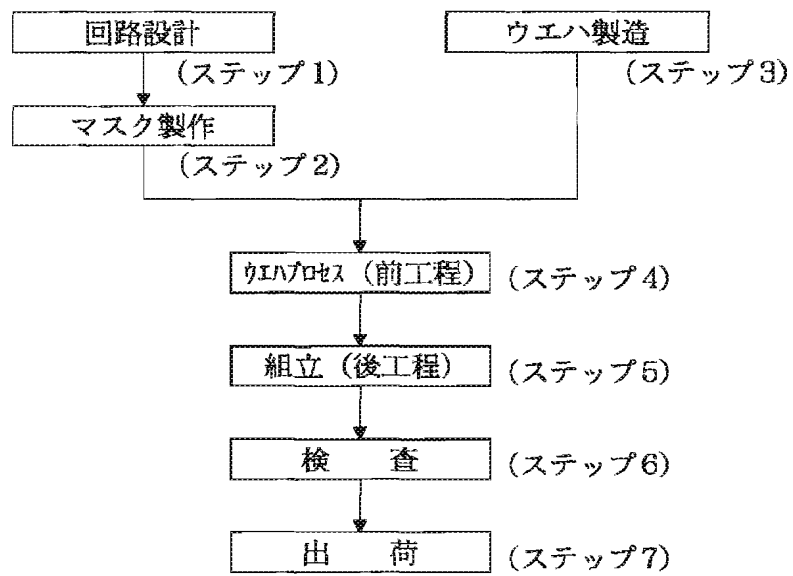 回路設計
ウエハ製造
(ステップ1)
(ステップ3)
マスク製作
(ステップ2)
ウエハプロセス (前工程)
(ステップ4)
組立 (後工程)
(ステップ5)
検 査
(ステップ6)
出 荷
(ステップ7)